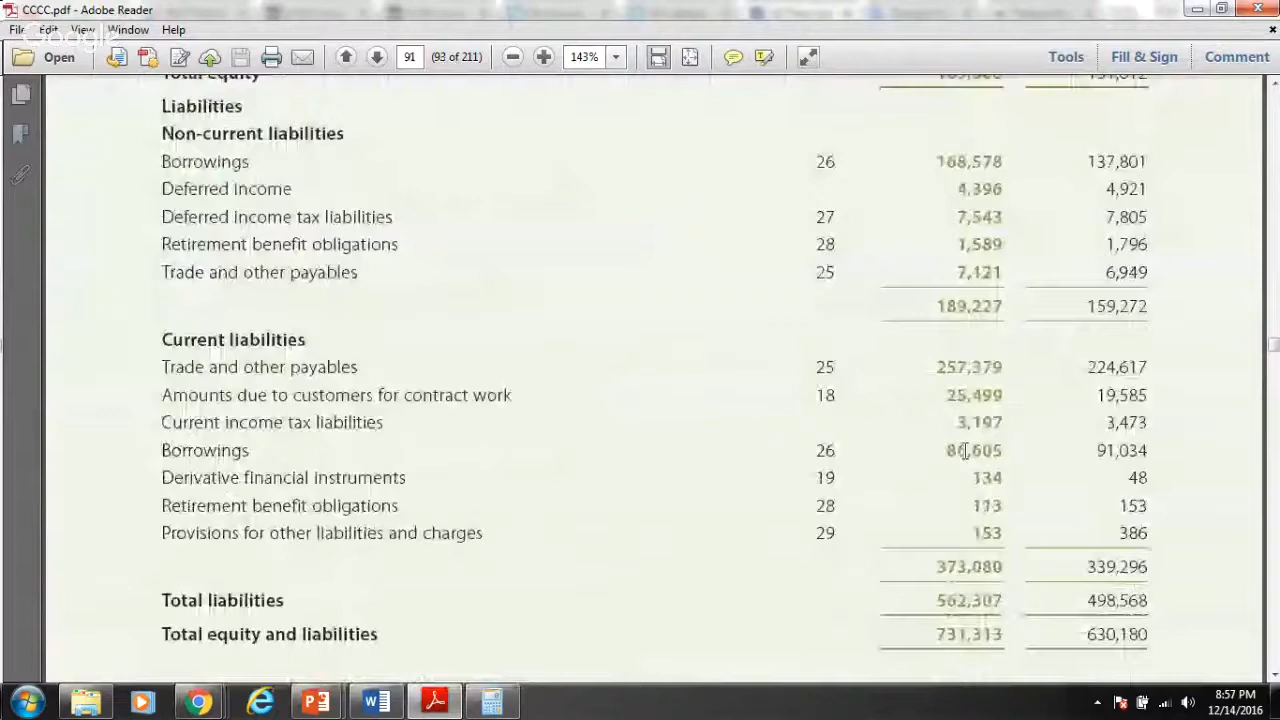 CCCC.pdf - Adobe Reader
File Edit View Window Help
Google
Open 91 (93 of 211) 143% Tools Fill & Sign Comment
Total equity
Liabilities
Non-current liabilities
Borrowings 26 168,578 137,801
Deferred income 4,396 4,921
Deferred income tax liabilities 27 7,543 7,805
Retirement benefit obligations 28 1,589 1,796
Trade and other payables 25 7,121 6,949
189,227 159,272
Current liabilities
Trade and other payables 25 257,379 224,617
Amounts due to customers for contract work 18 25,499 19,585
Current income tax liabilities 3,197 3,473
Borrowings 26 86,605 91,034
Derivative financial instruments 19 134 48
Retirement benefit obligations 28 113 153
Provisions for other liabilities and charges 29 153 386
373,080 339,296
Total liabilities 562,307 498,568
Total equity and liabilities 731,313 630,180
8:57 PM
12/14/2016